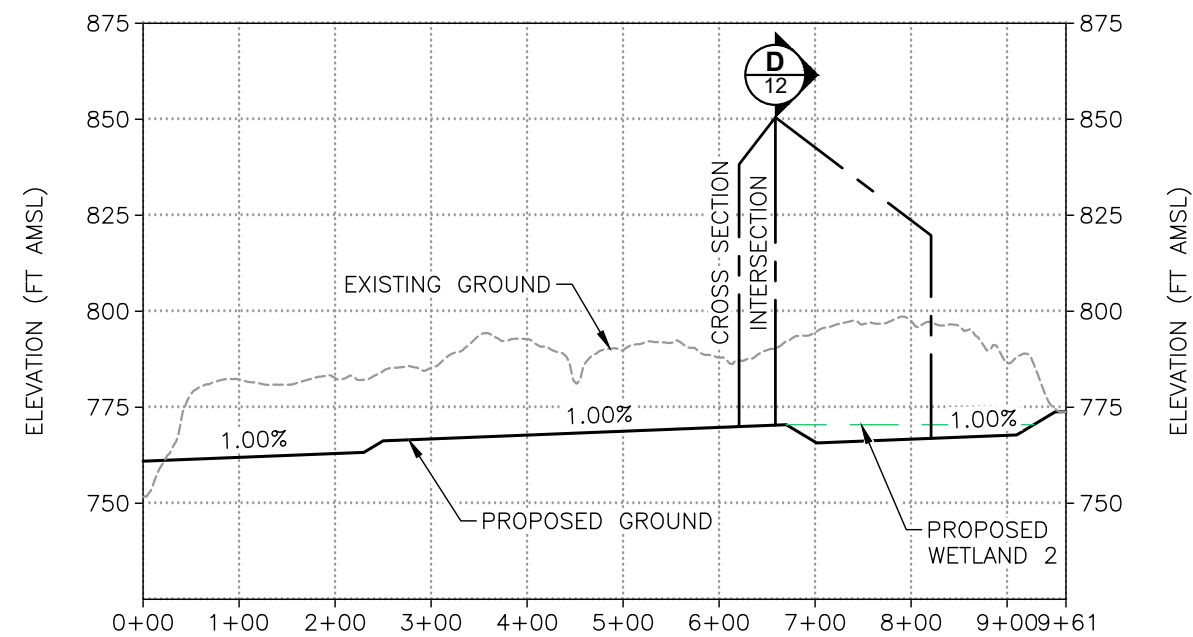 875
850
825
800
775
750
ELEVATION (FT AMSL)
D
12
CROSS SECTION
INTERSECTION
EXISTING GROUND
1.00%
1.00%
1.00%
PROPOSED GROUND
PROPOSED
WETLAND 2
875
850
825
800
775
750
ELEVATION (FT AMSL)
0+00 1+00 2+00 3+00 4+00 5+00 6+00 7+00 8+00 9+00 9+61